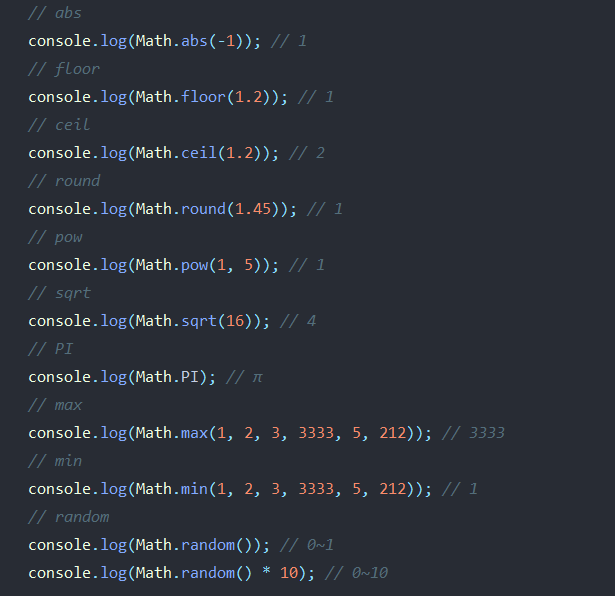 // abs
console.log(Math.abs(-1)); // 1
// floor
console.log(Math.floor(1.2)); // 1
// ceil
console.log(Math.ceil(1.2)); // 2
// round
console.log(Math.round(1.45)); // 1
// pow
console.log(Math.pow(1, 5)); // 1
// sqrt
console.log(Math.sqrt(16)); // 4
// PI
console.log(Math.PI); // π
// max
console.log(Math.max(1, 2, 3, 3333, 5, 212)); // 3333
// min
console.log(Math.min(1, 2, 3, 3333, 5, 212)); // 1
// random
console.log(Math.random()); // 0~1
console.log(Math.random() * 10); // 0~10